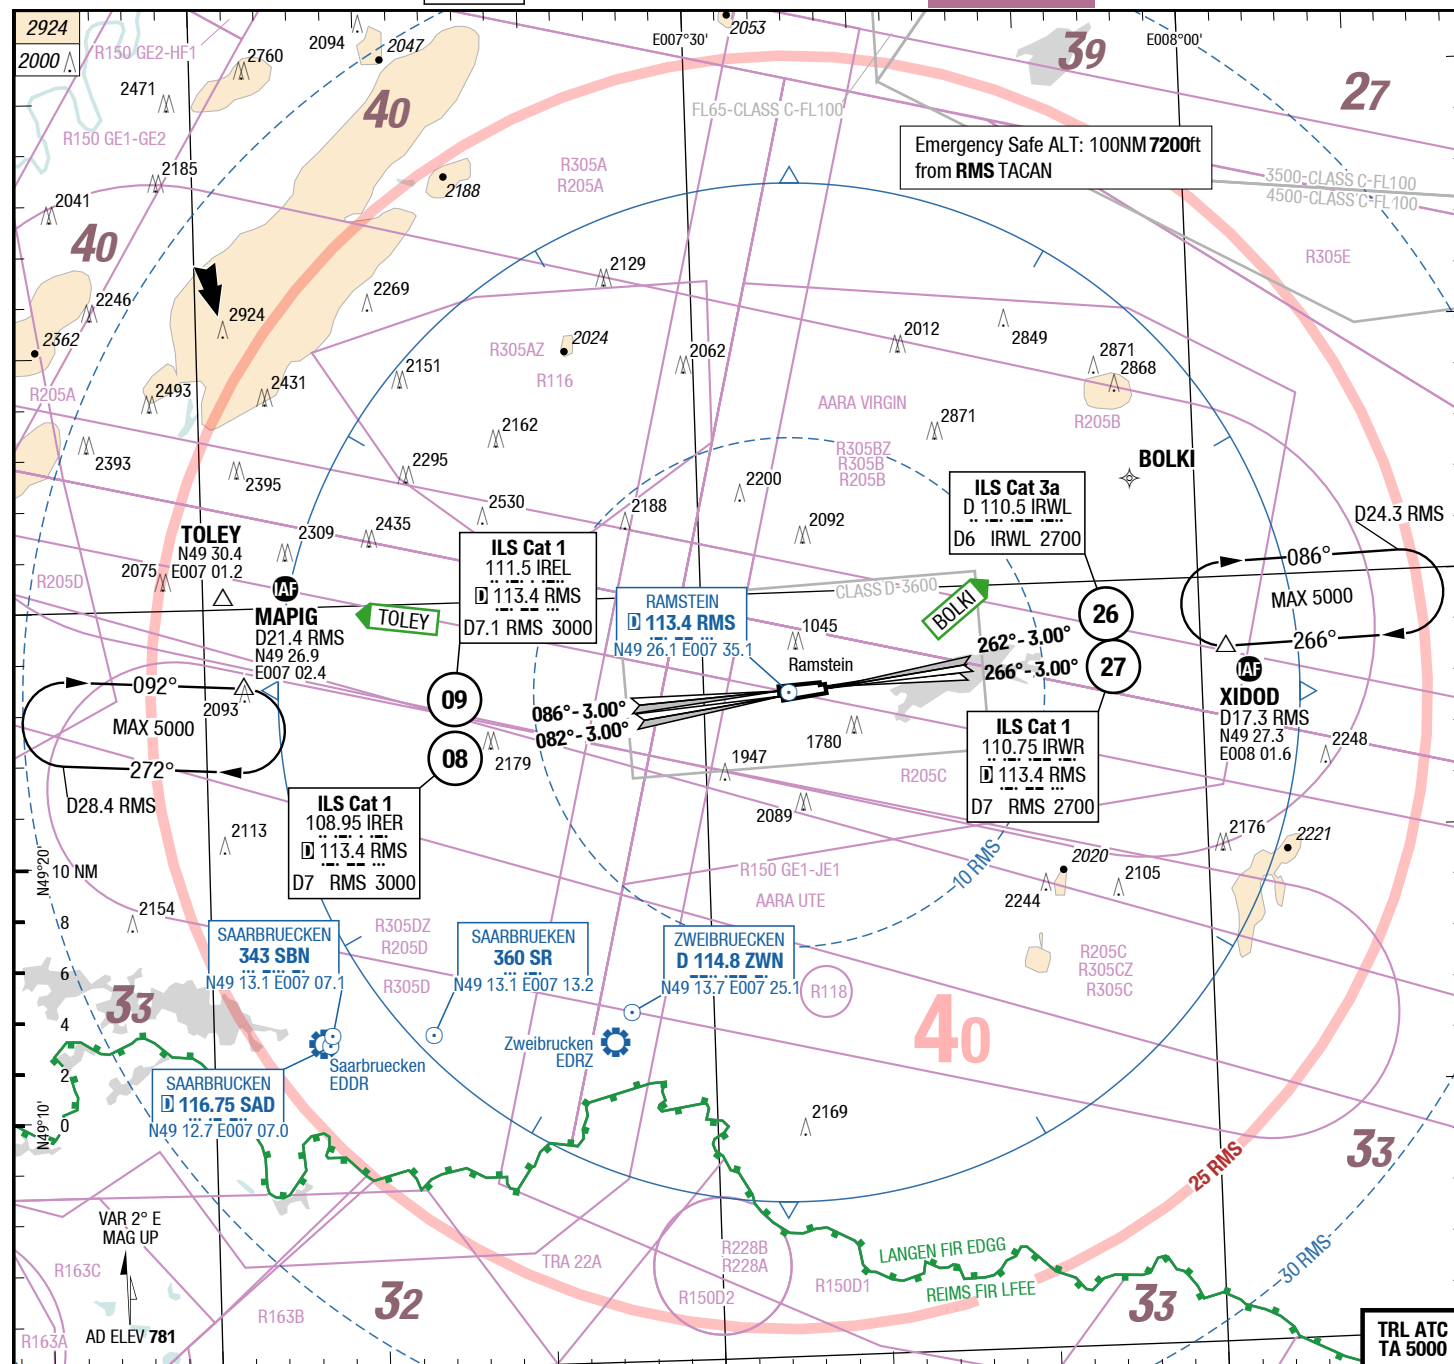 2924
2000
R150 GE2-HF1
2760
2094
2047
2053
E007°30'
E008°00'
39
27
2471
R150 GE1-GE2
40
FL65-CLASS C-FL100
Emergency Safe ALT: 100NM 7200ft
from RMS TACAN
2185
2041
R305A
R205A
2188
3500-CLASS C-FL100
4500-CLASS C-FL100
40
R305E
2129
2246
2269
2924
2362
R305AZ
2024
2012
2849
2062
2871
2868
R116
2151
R205A
2493
2431
AARA VIRGIN
R205B
2162
2871
R305BZ
R305B
R205B
BOLKI
2393
2395
2295
2200
ILS Cat 3a
D 110.5 IRWL
D6 IRWL 2700
2530
2188
2092
D24.3 RMS
TOLEY
N49 30.4
E007 01.2
2309
2435
ILS Cat 1
111.5 IREL
D 113.4 RMS
D7.1 RMS 3000
2075
R205D
IAF
MAPIG
D21.4 RMS
N49 26.9
E007 02.4
TOLEY
RAMSTEIN
D 113.4 RMS
N49 26.1 E007 35.1
CLASS D-3600
BOLKI
26
086°
MAX 5000
266°
1045
Ramstein
262°-3.00°
266°-3.00°
27
IAF
XIDOD
D17.3 RMS
N49 27.3
E008 01.6
092°
2093
MAX 5000
272°
D28.4 RMS
09
086°-3.00°
082°-3.00°
08
2179
1780
1947
R205C
ILS Cat 1
110.75 IRWR
D 113.4 RMS
D7 RMS 2700
2248
ILS Cat 1
108.95 IRER
D 113.4 RMS
D7 RMS 3000
2089
2113
2176
2221
N49°20'
10 NM
R150 GE1-JE1
10 RMS
2020
2105
2244
AARA UTE
8
2154
R305DZ
R205D
R305D
SAARBRUECKEN
343 SBN
N49 13.1 E007 07.1
SAARBRUEKEN
360 SR
N49 13.1 E007 13.2
ZWEIBRUECKEN
D 114.8 ZWN
N49 13.7 E007 25.1
R118
R205C
R305CZ
R305C
6
33
4
40
Zweibrucken
EDRZ
Saarbruecken
EDDR
2
SAARBRUCKEN
D 116.75 SAD
N49 12.7 E007 07.0
N49°10'
0
2169
33
25 RMS
VAR 2° E
MAG UP
R163C
TRA 22A
R228B
R228A
LANGEN FIR EDGG
REIMS FIR LFEE
30 RMS
R150D2
R150D1
32
33
R163B
R163A
AD ELEV 781
TRL ATC
TA 5000